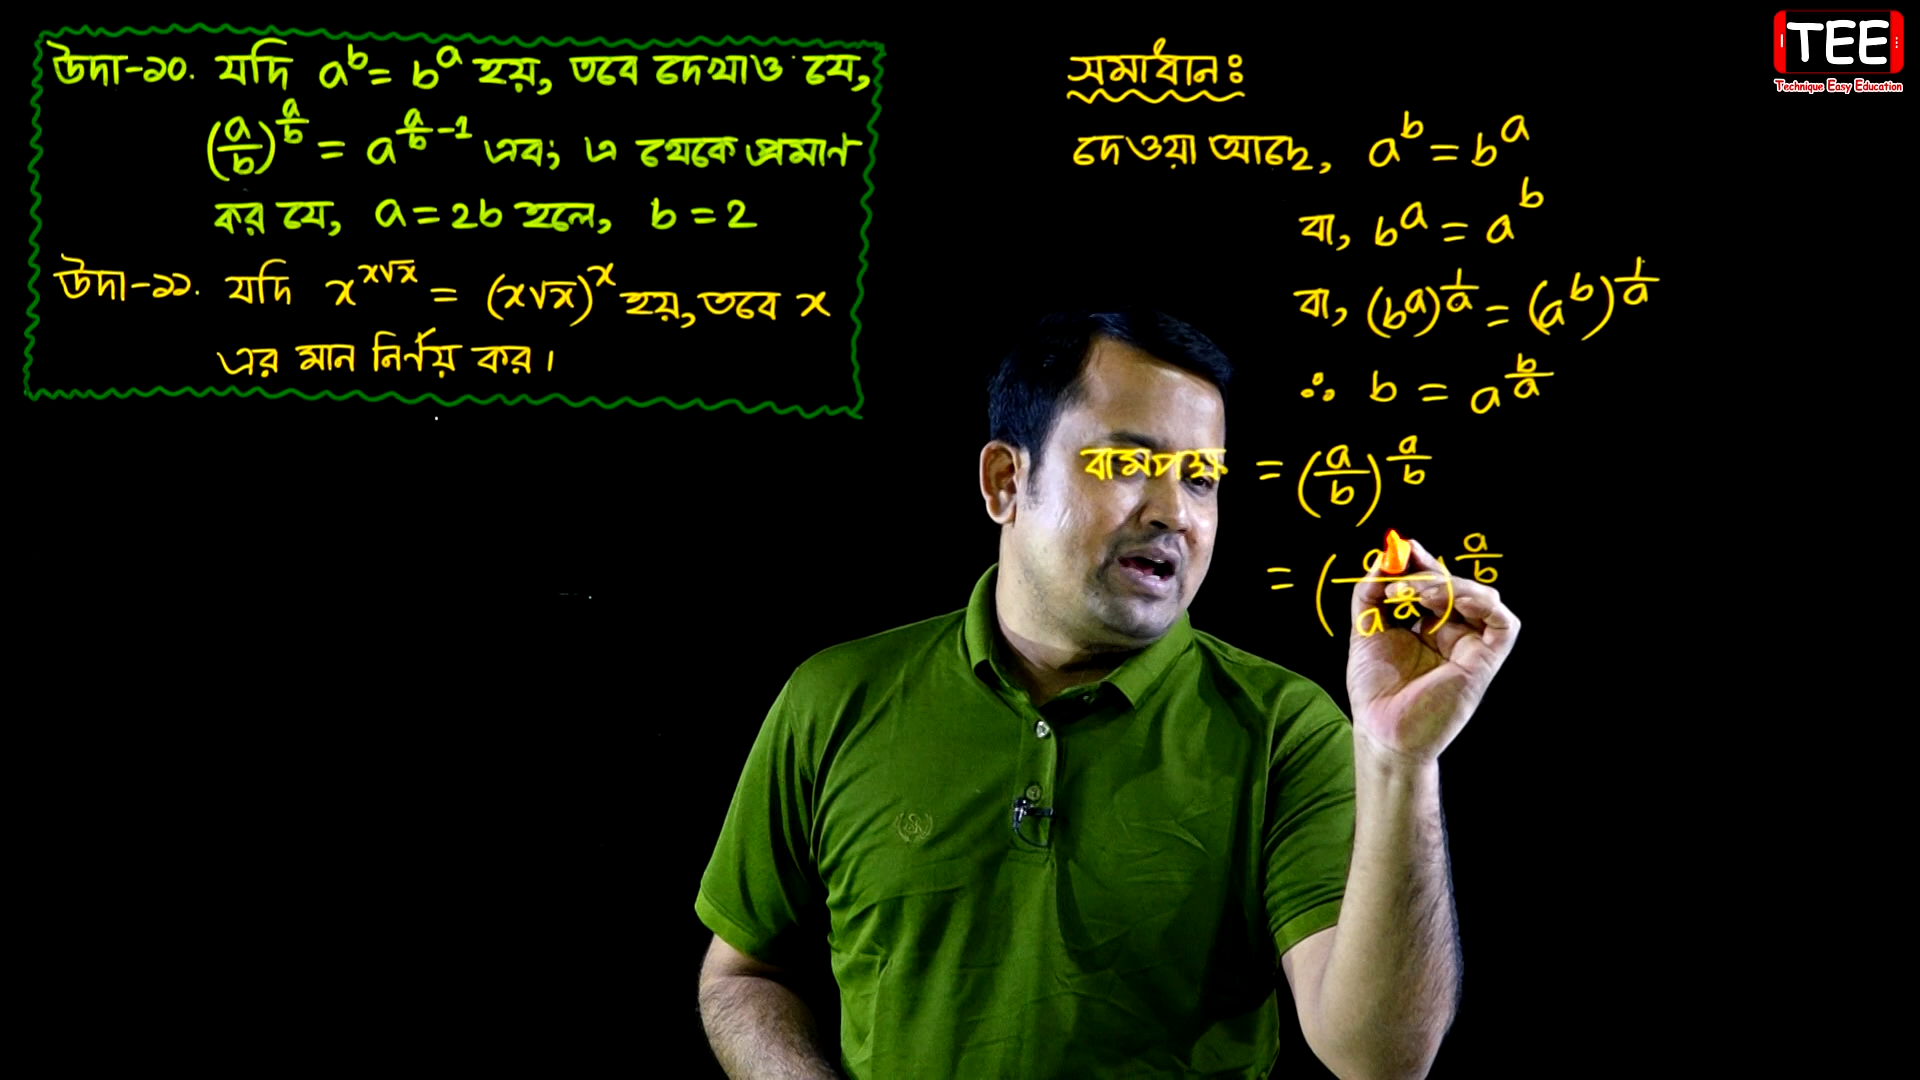 উদা-১০. যদি a^b = b^a হয়, তবে দেখাও যে,
(a/b)^(a/b) = a^(a/b - 1) এবং এ থেকে প্রমাণ
কর যে, a = 2b হলে, b = 2
উদা-১১. যদি x^(x√x) = (x√x)^x হয়, তবে x
এর মান নির্ণয় কর।
সমাধানঃ
দেওয়া আছে, a^b = b^a
বা, b^a = a^b
বা, (b^a)^(1/a) = (a^b)^(1/a)
∴ b = a^(b/a)
বামপক্ষ = (a/b)^(a/b)
= (a/a^(b/a))^(a/b)
TEE
Technique Easy Education